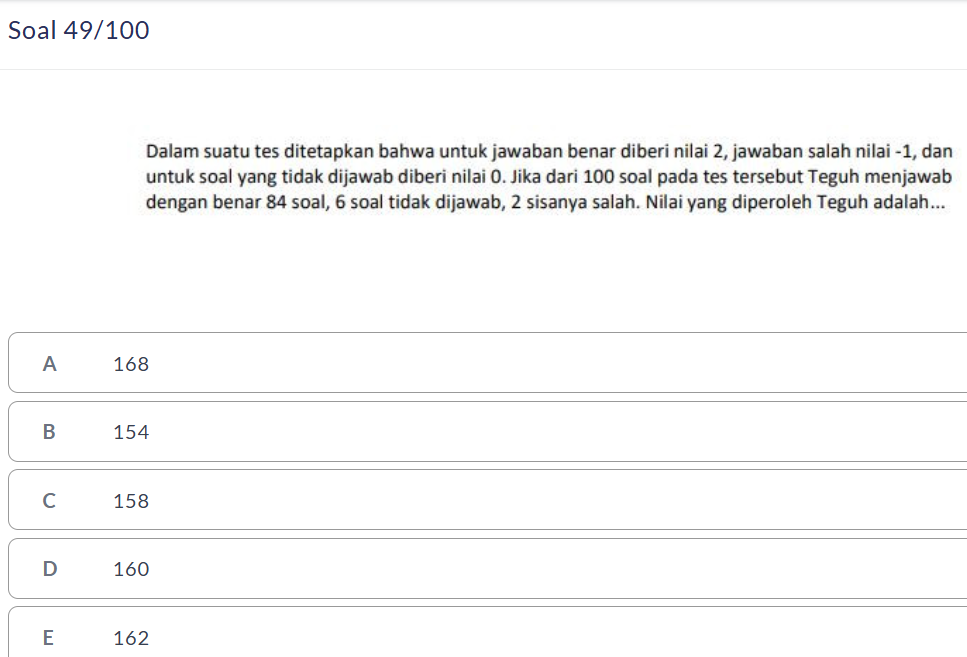 Soal 49/100
Dalam suatu tes ditetapkan bahwa untuk jawaban benar diberi nilai 2, jawaban salah nilai -1, dan
untuk soal yang tidak dijawab diberi nilai 0. Jika dari 100 soal pada tes tersebut Teguh menjawab
dengan benar 84 soal, 6 soal tidak dijawab, 2 sisanya salah. Nilai yang diperoleh Teguh adalah...
A 168
B 154
C 158
D 160
E 162